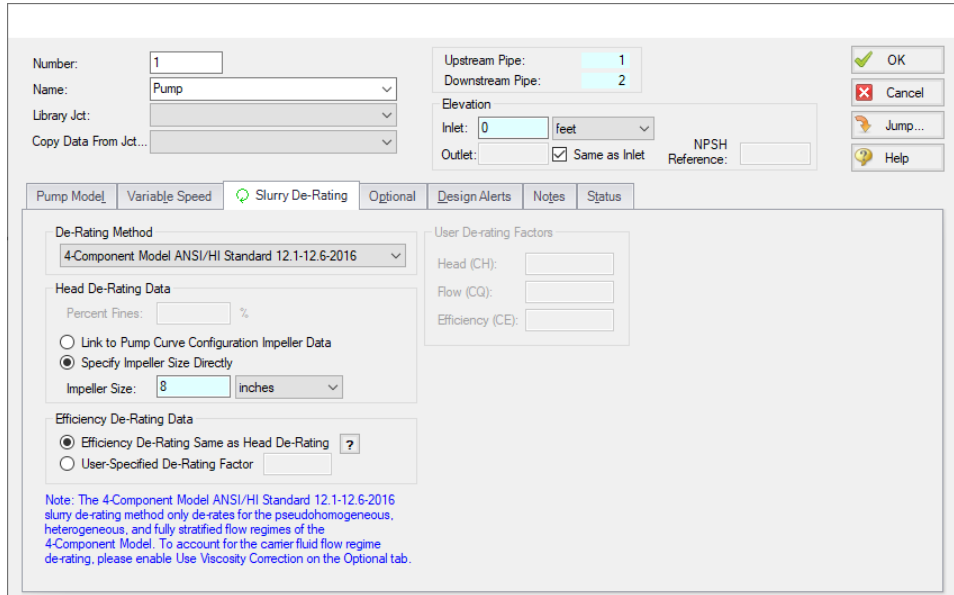 Number: 1
Name: Pump
Library Jct:
Copy Data From Jct...
Upstream Pipe: 1
Downstream Pipe: 2
Elevation
Inlet: 0 feet
Outlet: Same as Inlet
NPSH
Reference:
OK
Cancel
Jump...
Help
Pump Model Variable Speed Slurry De-Rating Optional Design Alerts Notes Status
De-Rating Method
4-Component Model ANSI/HI Standard 12.1-12.6-2016
Head De-Rating Data
Percent Fines: %
Link to Pump Curve Configuration Impeller Data
Specify Impeller Size Directly
Impeller Size: 8 inches
Efficiency De-Rating Data
Efficiency De-Rating Same as Head De-Rating ?
User-Specified De-Rating Factor
Note: The 4-Component Model ANSI/HI Standard 12.1-12.6-2016
slurry de-rating method only de-rates for the pseudohomogeneous,
heterogeneous, and fully stratified flow regimes of the
4-Component Model. To account for the carrier fluid flow regime
de-rating, please enable Use Viscosity Correction on the Optional tab.
User De-rating Factors
Head (CH):
Flow (CQ):
Efficiency (CE):